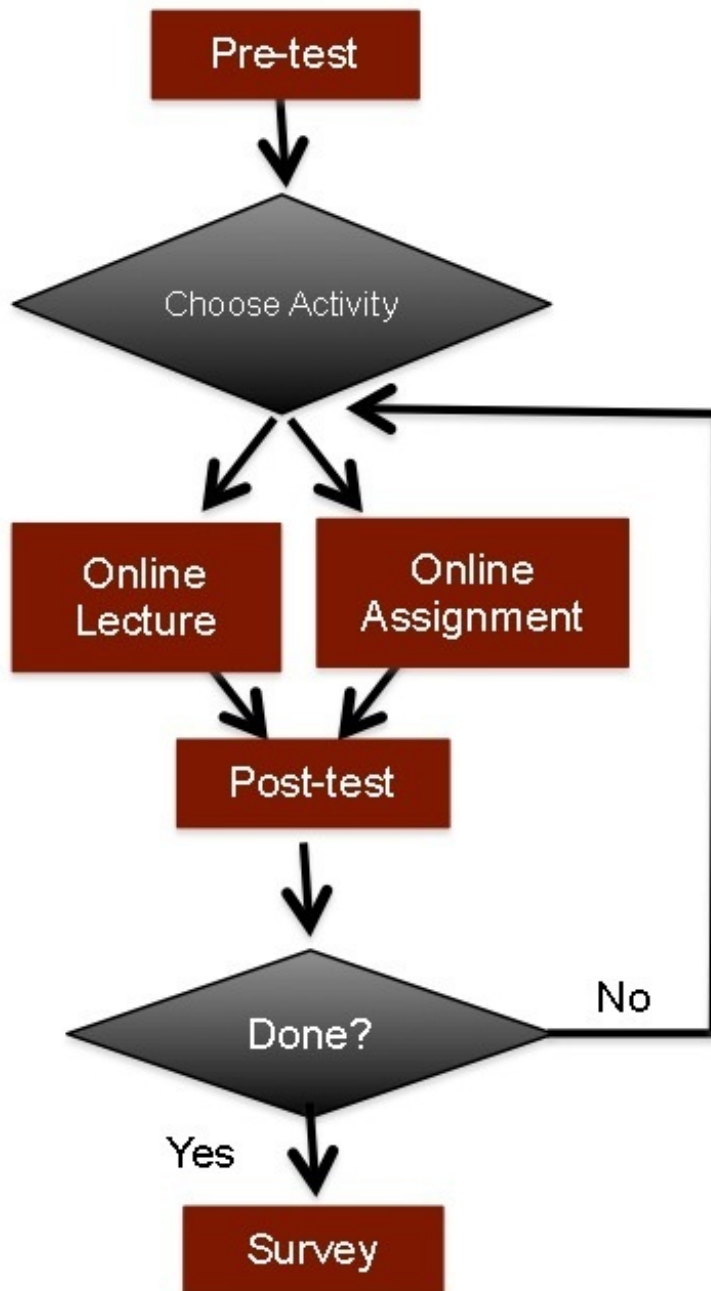 Pre-test
Choose Activity
Online
Lecture
Online
Assignment
Post-test
Done?
No
Yes
Survey